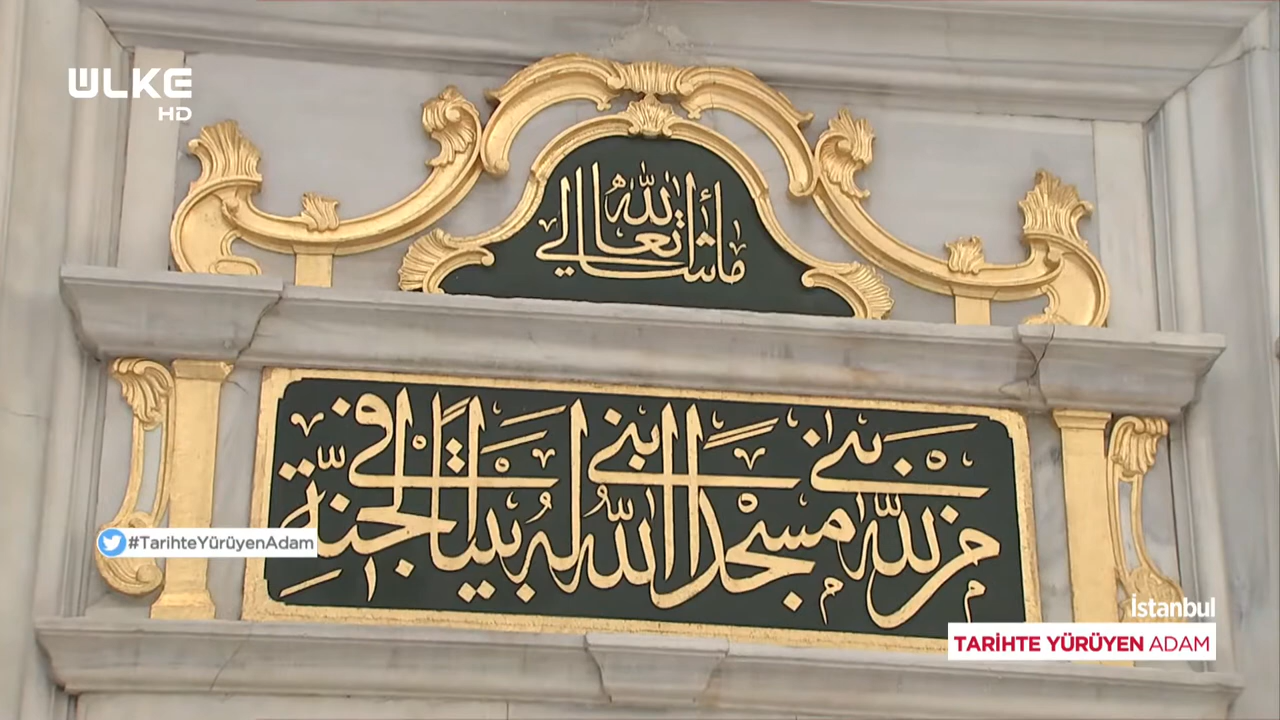 ÜLKE
HD
ما شاء الله تعالى
من بنى لله مسجدا بنى الله له بيتا في الجنة
#TarihteYürüyenAdam
İstanbul
TARİHTE YÜRÜYEN ADAM